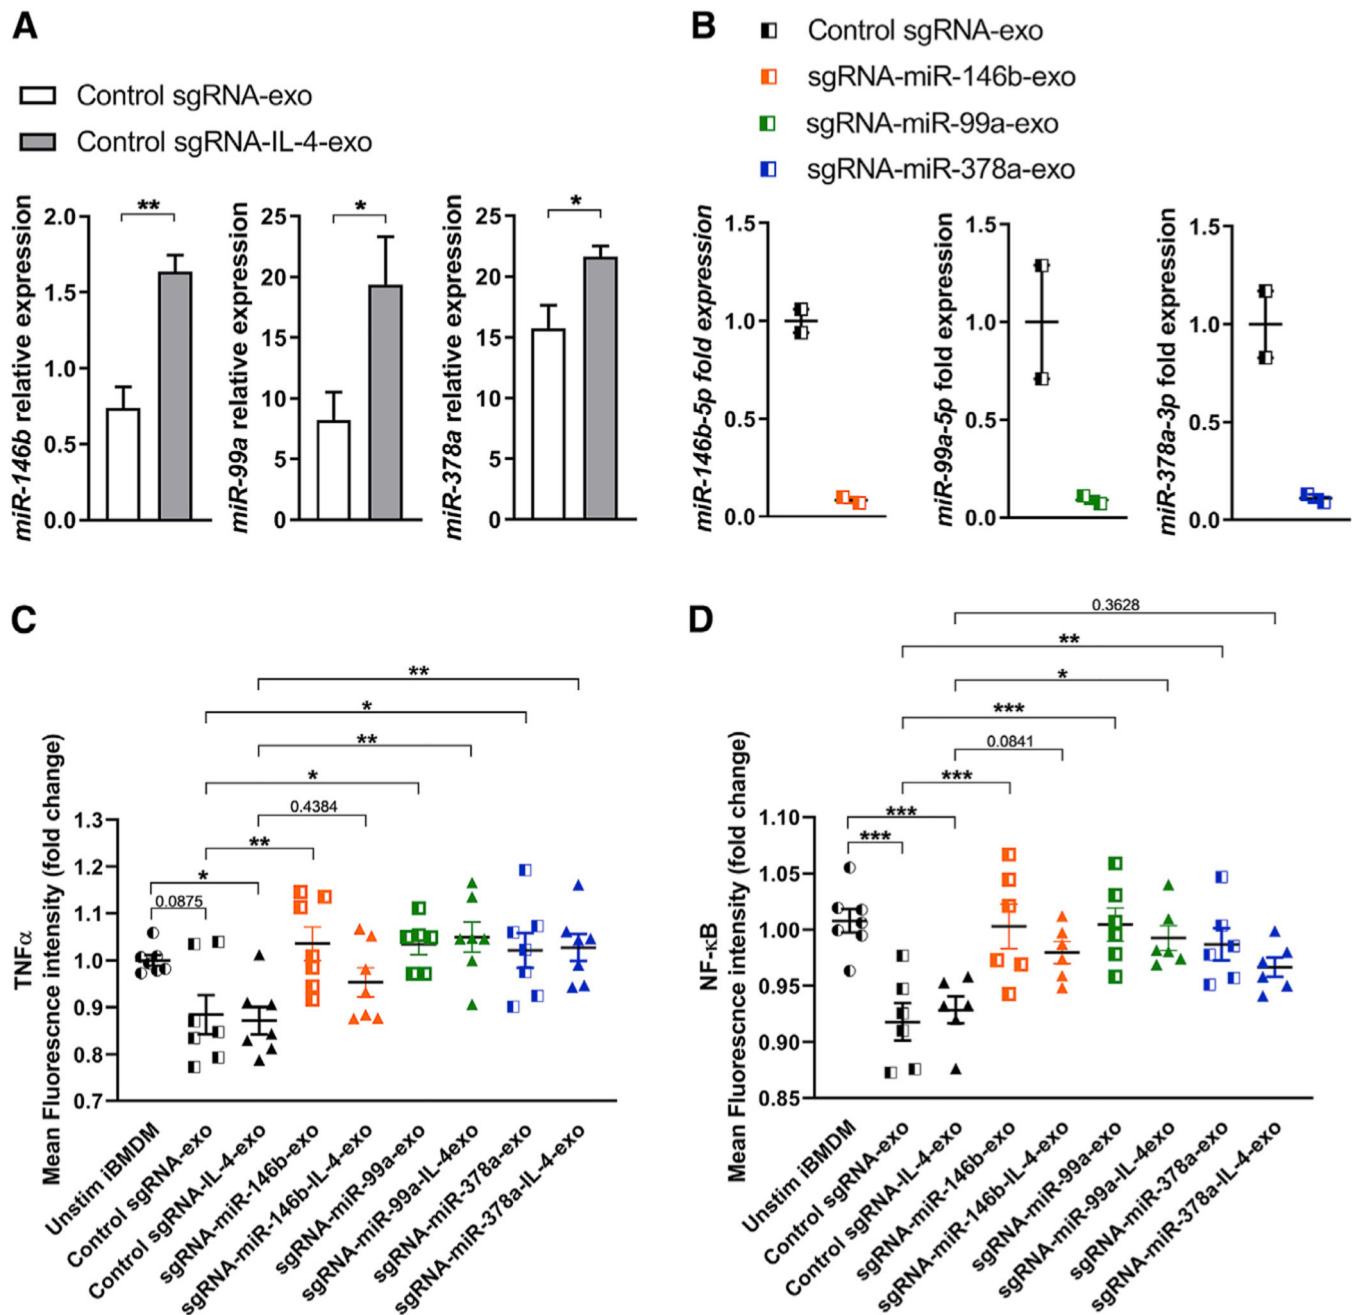 A
Control sgRNA-exo
Control sgRNA-IL-4-exo
miR-146b relative expression
2.0
1.5
1.0
0.5
0.0
**
miR-99a relative expression
25
20
15
10
5
0
*
miR-378a relative expression
25
20
15
10
5
0
*
B
Control sgRNA-exo
sgRNA-miR-146b-exo
sgRNA-miR-99a-exo
sgRNA-miR-378a-exo
miR-146b-5p fold expression
1.5
1.0
0.5
0.0
miR-99a-5p fold expression
1.5
1.0
0.5
0.0
miR-378a-3p fold expression
1.5
1.0
0.5
0.0
C
**
*
**
*
0.4384
**
*
0.0875
TNFα
Mean Fluorescnce intensity (fold change)
1.3
1.2
1.1
1.0
0.9
0.8
0.7
Unstim iBMDM
Control sgRNA-exo
Control sgRNA-IL-4-exo
sgRNA-miR-146b-exo
sgRNA-miR-146b-IL-4-exo
sgRNA-miR-99a-exo
sgRNA-miR-99a-IL-4exo
sgRNA-miR-378a-exo
sgRNA-miR-378a-IL-4-exo
D
0.3628
**
*
***
0.0841
***
***
***
NF-κB
Mean Fluorescnce intensity (fold change)
1.10
1.05
1.00
0.95
0.90
0.85
Unstim iBMDM
Control sgRNA-exo
Control sgRNA-IL-4-exo
sgRNA-miR-146b-exo
sgRNA-miR-146b-IL-4-exo
sgRNA-miR-99a-exo
sgRNA-miR-99a-IL-4exo
sgRNA-miR-378a-exo
sgRNA-miR-378a-IL-4-exo